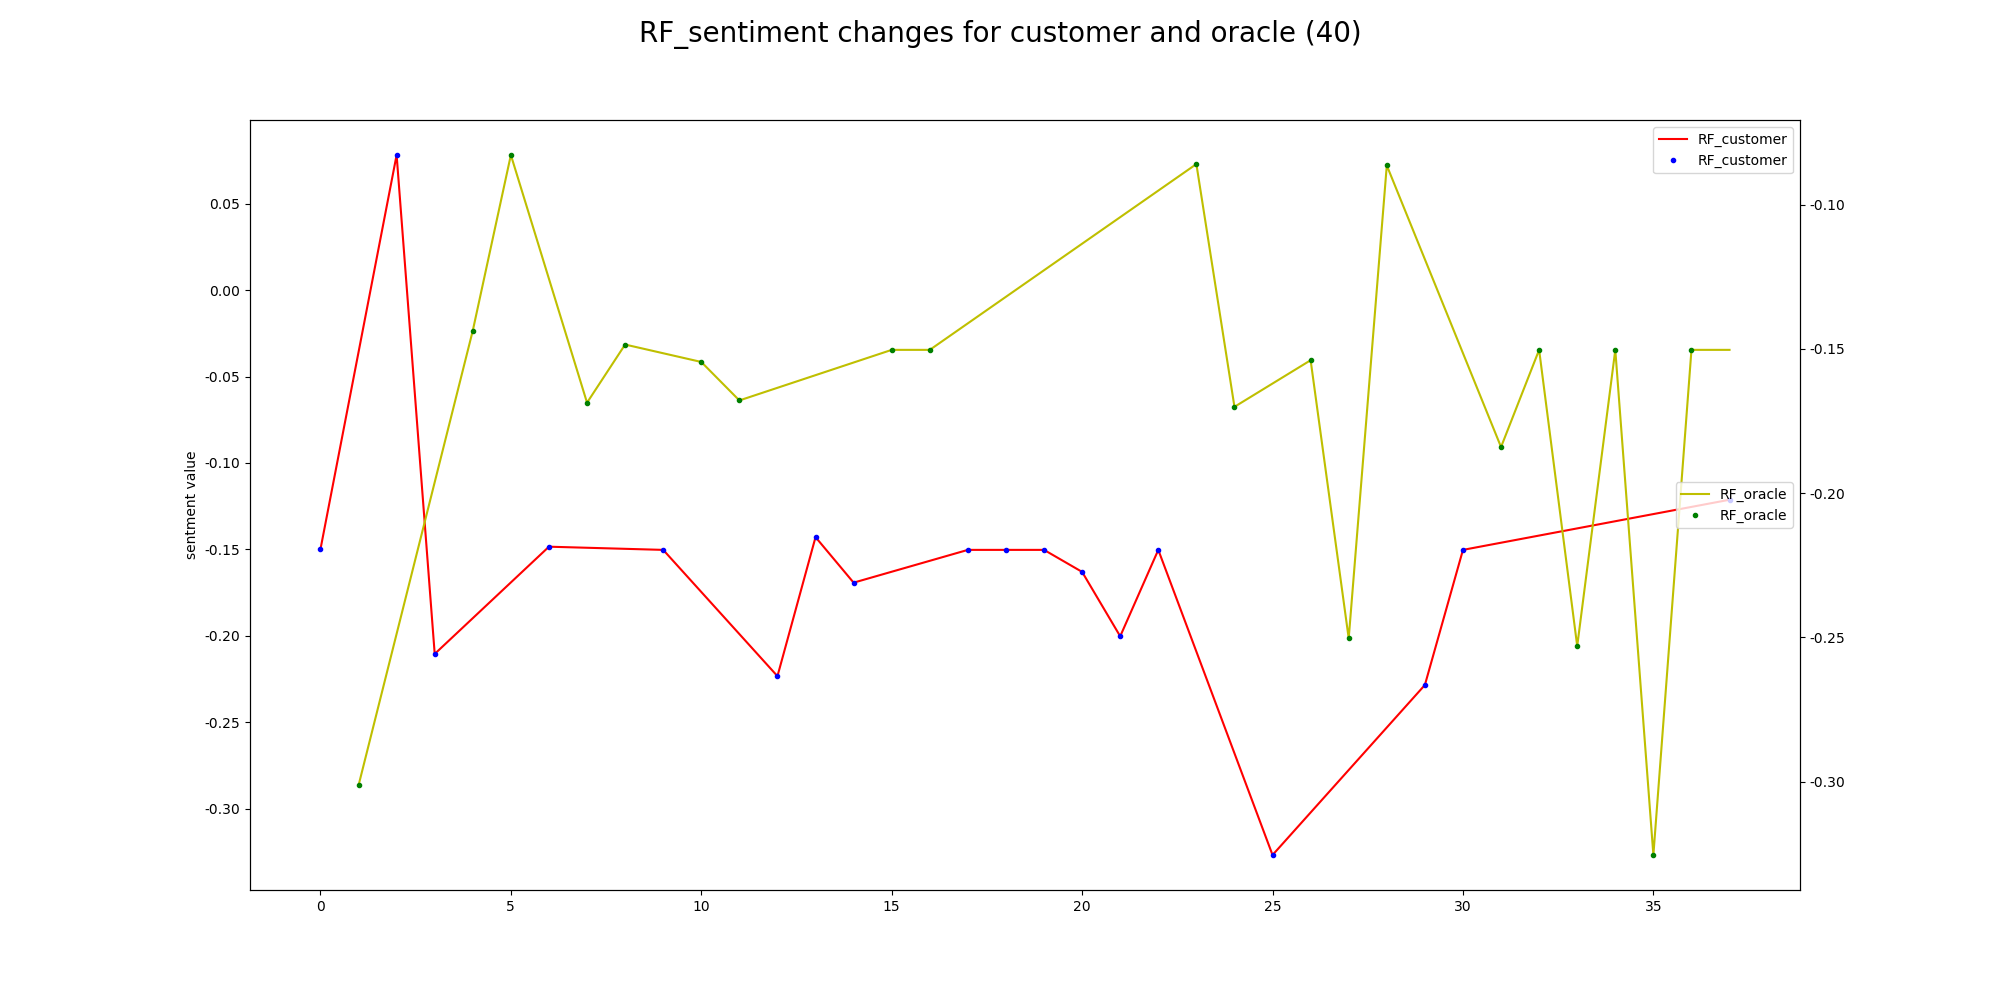 RF_sentiment changes for customer and oracle (40)
RF_customer
RF_customer
0.05
0.00
-0.05
-0.10
-0.15
-0.20
-0.25
-0.30
sentment value
-0.10
-0.15
-0.20
-0.25
-0.30
RF_oracle
RF_oracle
0 5 10 15 20 25 30 35